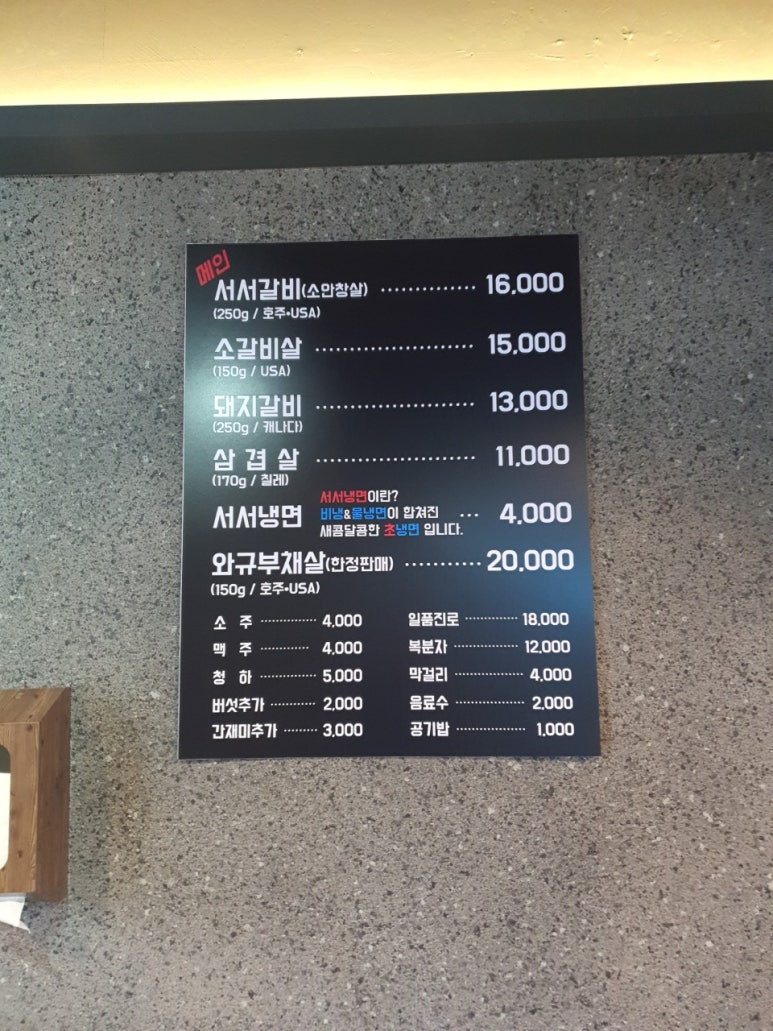 메인
서서갈비(소안창살) ·············· 16,000
(250g / 호주•USA)
소갈비살 ······················· 15,000
(150g / USA)
돼지갈비 ······················· 13,000
(250g / 캐나다)
삼 겹 살 ······················· 11,000
(170g / 칠레)
서서냉면 서서냉면이란?
비냉&물냉면이 합쳐진 ··· 4,000
새콤달콤한 초냉면 입니다.
와규부채살(한정판매) ··········· 20,000
(150g / 호주•USA)
소 주 ··············· 4,000
맥 주 ··············· 4,000
청 하 ··············· 5,000
버섯추가 ············ 2,000
간재미추가 ········· 3,000
일품진로 ············· 18,000
복분자 ················ 12,000
막걸리 ················ 4,000
음료수 ················ 2,000
공기밥 ················ 1,000